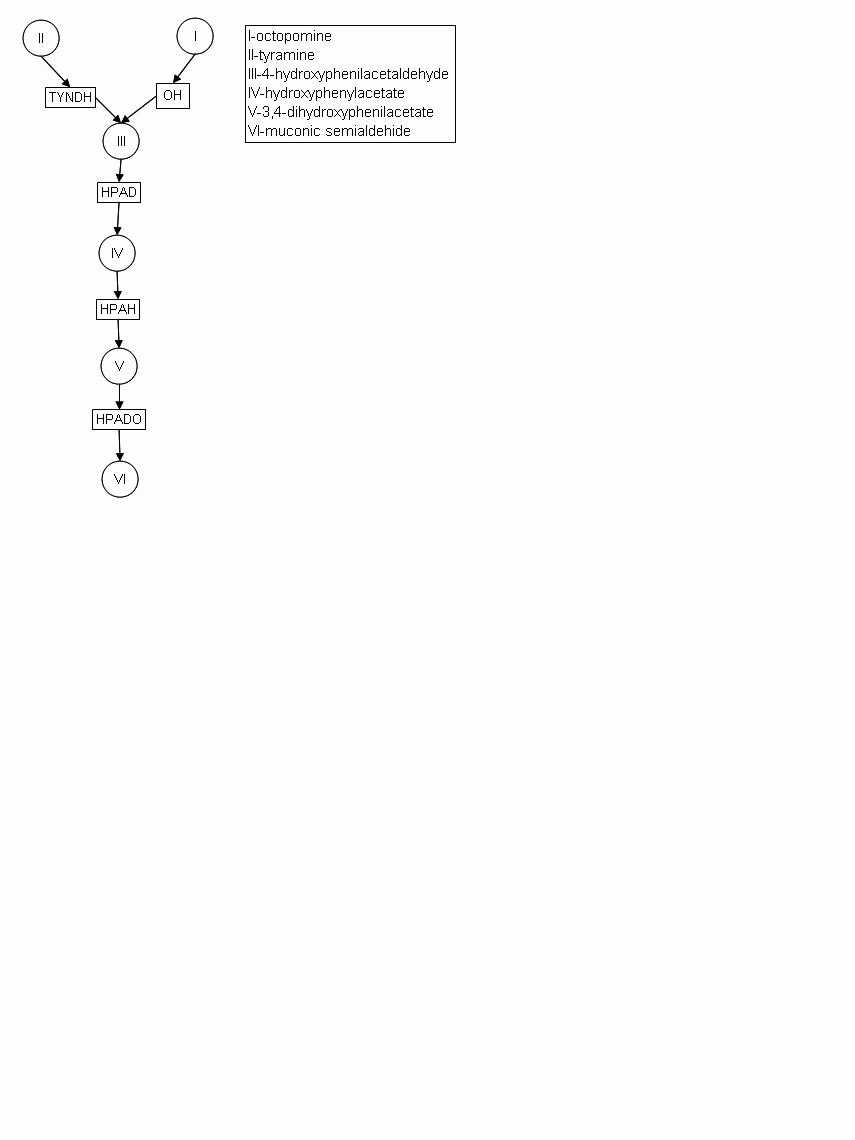 II
I
I-octopomine
II-tyramine
III-4-hydroxyphenilacetaldehyde
IV-hydroxyphenylacetate
V-3,4-dihydroxyphenilacetate
VI-muconic semialdehide
TYNDH
OH
III
HPAD
IV
HPAH
V
HPADO
VI